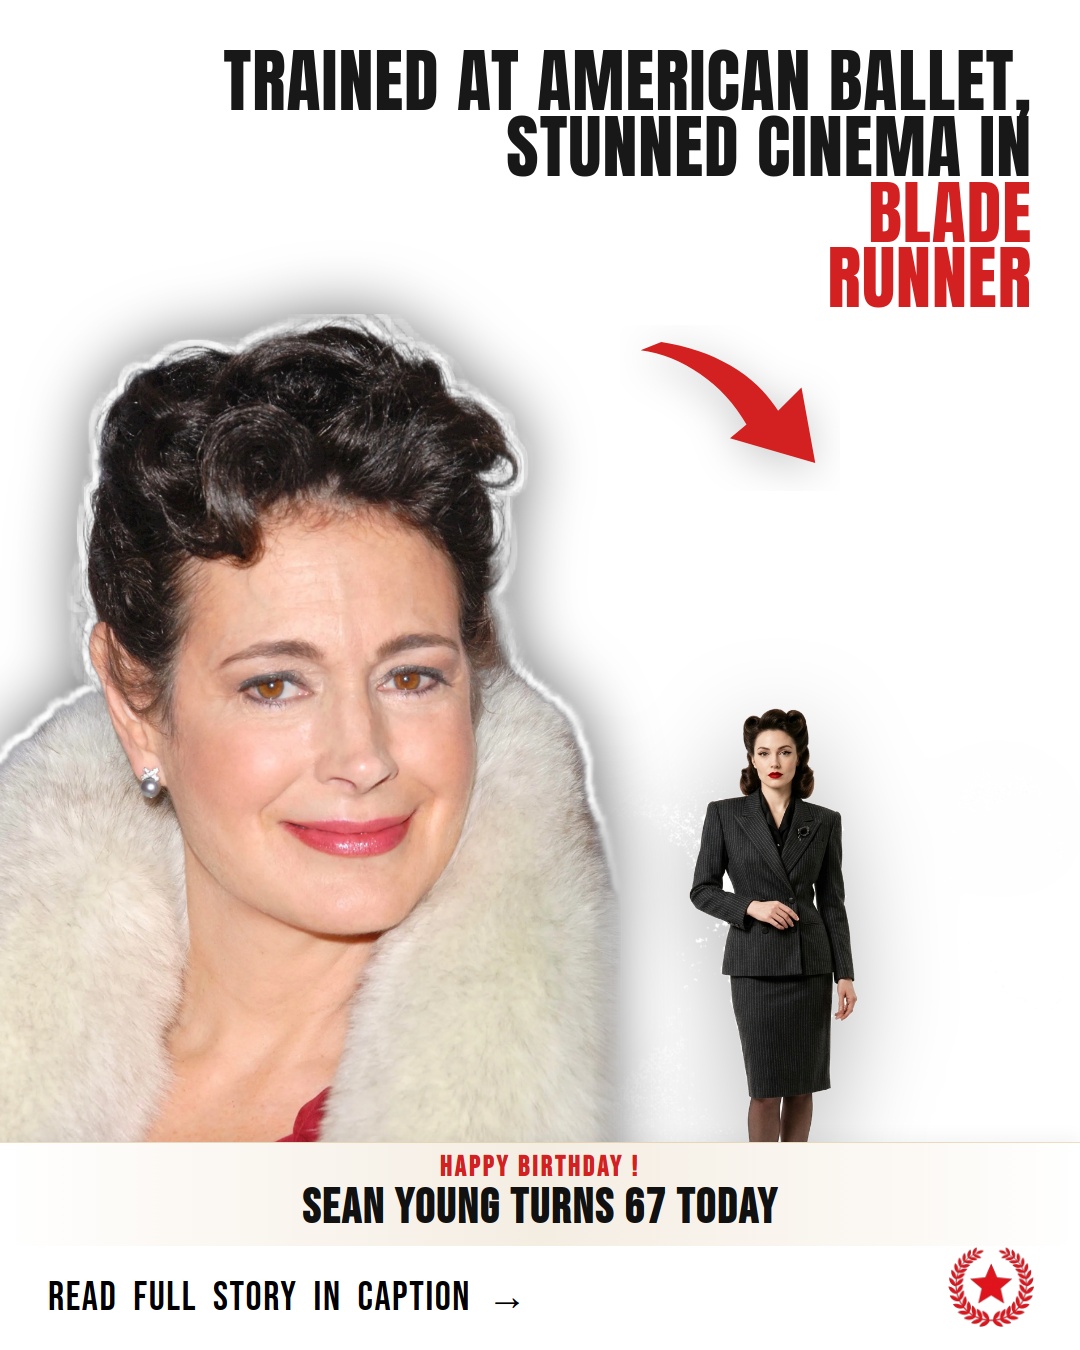 TRAINED AT AMERICAN BALLET,
STUNNED CINEMA IN
BLADE
RUNNER
HAPPY BIRTHDAY !
SEAN YOUNG TURNS 67 TODAY
READ FULL STORY IN CAPTION →